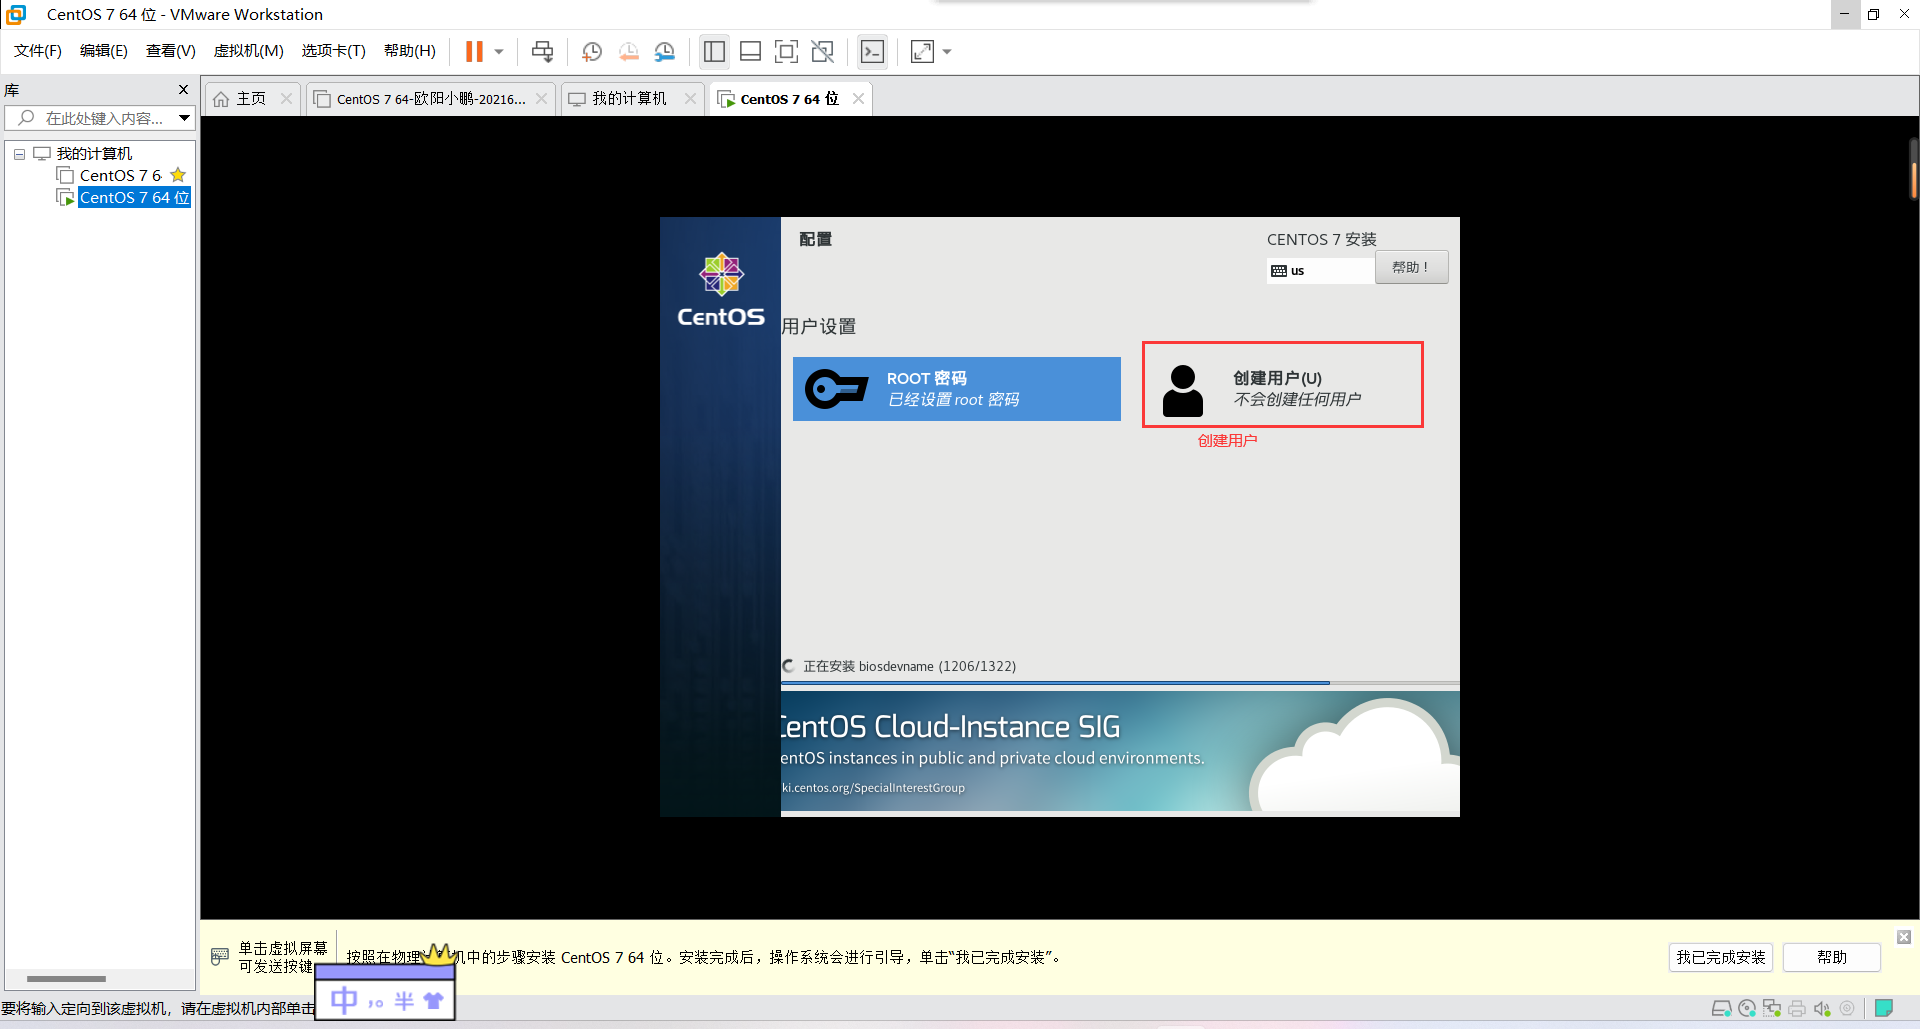 CentOS 7 64 位 - VMware Workstation
文件(F) 编辑(E) 查看(V) 虚拟机(M) 选项卡(T) 帮助(H)
库
主页 CentOS 7 64-欧阳小鹏-20216... 我的计算机 CentOS 7 64 位
在此处键入内容...
我的计算机
CentOS 7 6
CentOS 7 64 位
CentOS
配置
CENTOS 7 安装
us
帮助！
用户设置
ROOT 密码
已经设置 root 密码
创建用户(U)
不会创建任何用户
创建用户
正在安装 biosdevname (1206/1322)
entOS Cloud-Instance SIG
entOS instances in public and private cloud environments.
ki.centos.org/SpecialInterestGroup
单击虚拟屏幕
可发送按键
按照在物理 机中的步骤安装 CentOS 7 64 位。安装完成后，操作系统会进行引导，单击“我已完成安装”。
我已完成安装 帮助
要将输入定向到该虚拟机，请在虚拟机内部单击
中 ,。 半